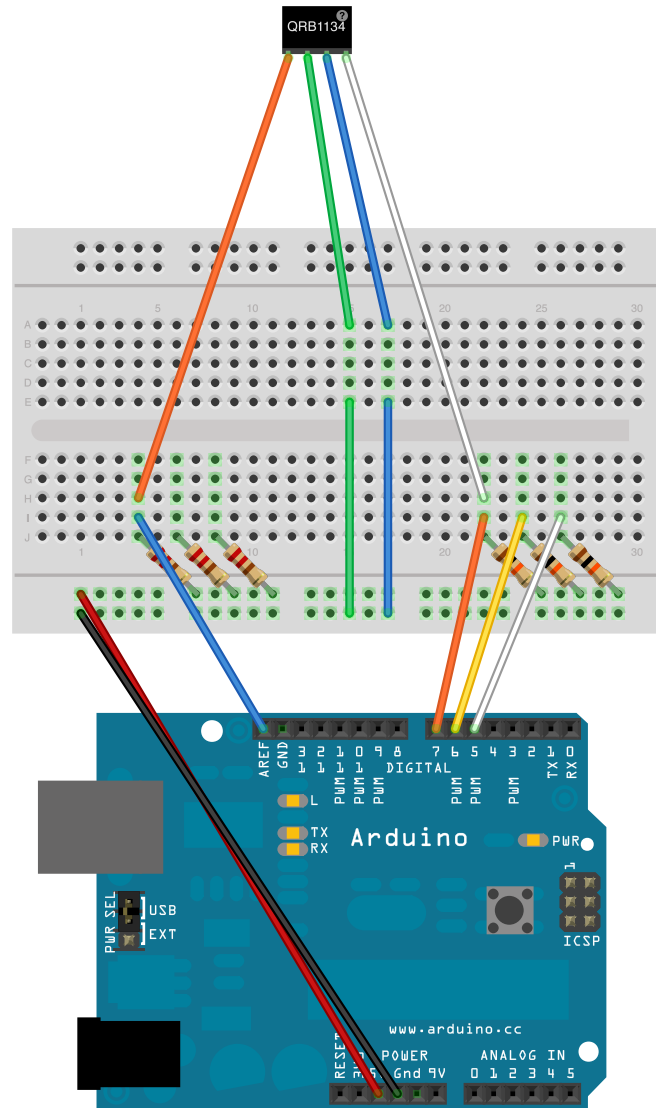 ?
QRB1134
1 5 10 15 20 25 30
A
B
C
D
E
F
G
H
I
J
1 10 20 25 30
AREF GND 13 12 11 10 9 8 7 6 5 4 3 2 1 0
PWM PWM PWM PWM PWM PWM TX RX
DIGITAL
L
TX
RX
Arduino
PWR
1
ICSP
PWR SEL
USB
EXT
www.arduino.cc
POWER
ANALOG IN
RESET Gnd 9V 0 1 2 3 4 5